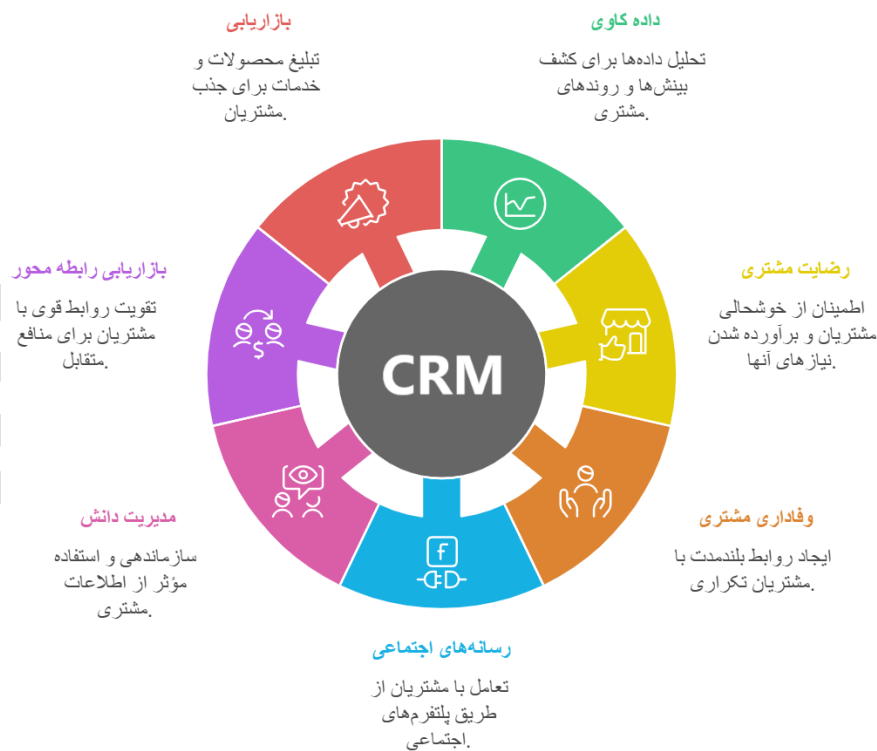 بازاریابی
تبلیغ محصولات و
خدمات برای جذب
مشتریان.
داده کاوی
تحلیل داده‌ها برای کشف
بینش‌ها و روندهای
مشتری.
رضایت مشتری
اطمینان از خوشحالی
مشتریان و برآورده شدن
نیازهای آنها.
وفاداری مشتری
ایجاد روابط بلندمدت با
مشتریان تکراری.
رسانه‌های اجتماعی
تعامل با مشتریان از
طریق پلتفرم‌های
اجتماعی.
مدیریت دانش
سازماندهی و استفاده
مؤثر از اطلاعات
مشتری.
بازاریابی رابطه محور
تقویت روابط قوی با
مشتریان برای منافع
متقابل.
CRM